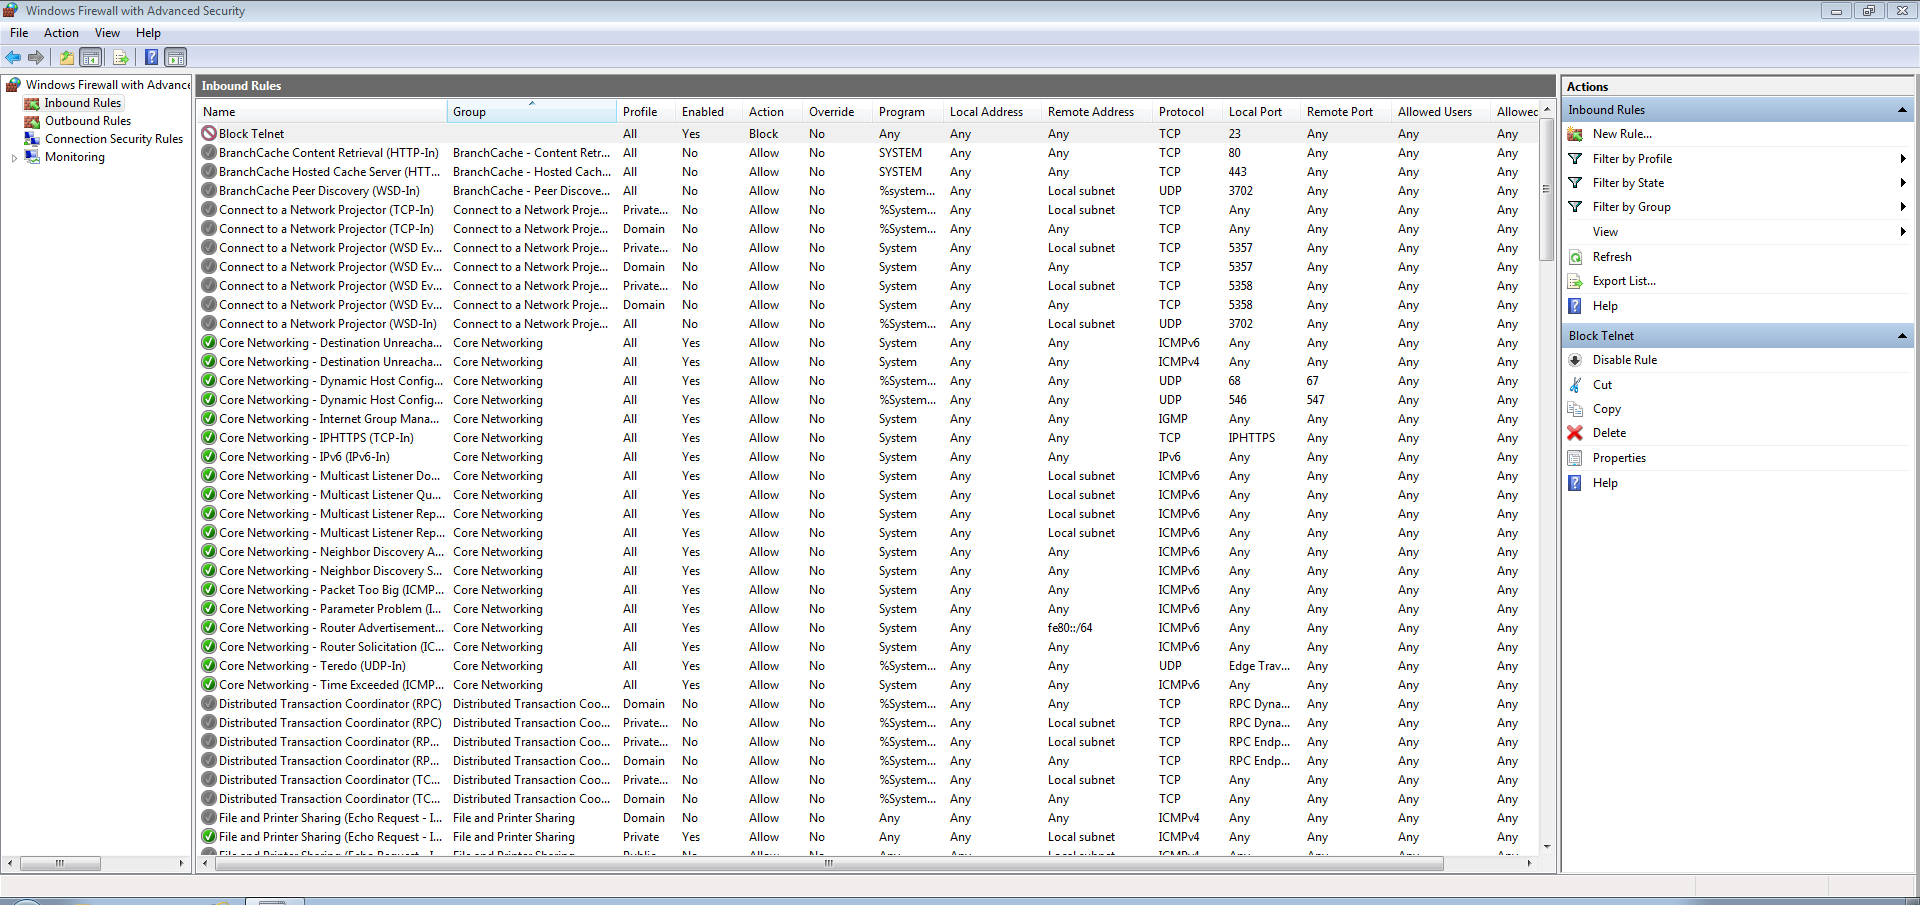 Windows Firewall with Advanced Security
File Action View Help
Windows Firewall with Advance
Inbound Rules
Outbound Rules
Connection Security Rules
Monitoring
Inbound Rules
Name Group Profile Enabled Action Override Program Local Address Remote Address Protocol Local Port Remote Port Allowed Users Allowed
Block Telnet All Yes Block No Any Any Any TCP 23 Any Any Any
BranchCache Content Retrieval (HTTP-In) BranchCache - Content Retr... All No Allow No SYSTEM Any Any TCP 80 Any Any Any
BranchCache Hosted Cache Server (HTT... BranchCache - Hosted Cach... All No Allow No SYSTEM Any Any TCP 443 Any Any Any
BranchCache Peer Discovery (WSD-In) BranchCache - Peer Discove... All No Allow No %system... Any Local subnet UDP 3702 Any Any Any
Connect to a Network Projector (TCP-In) Connect to a Network Proje... Private... No Allow No %System... Any Local subnet TCP Any Any Any Any
Connect to a Network Projector (TCP-In) Connect to a Network Proje... Domain No Allow No %System... Any Any TCP Any Any Any Any
Connect to a Network Projector (WSD Ev... Connect to a Network Proje... Private... No Allow No System Any Local subnet TCP 5357 Any Any Any
Connect to a Network Projector (WSD Ev... Connect to a Network Proje... Domain No Allow No System Any Any TCP 5357 Any Any Any
Connect to a Network Projector (WSD Ev... Connect to a Network Proje... Private... No Allow No System Any Local subnet TCP 5358 Any Any Any
Connect to a Network Projector (WSD Ev... Connect to a Network Proje... Domain No Allow No System Any Any TCP 5358 Any Any Any
Connect to a Network Projector (WSD-In) Connect to a Network Proje... All No Allow No %System... Any Local subnet UDP 3702 Any Any Any
Core Networking - Destination Unreacha... Core Networking All Yes Allow No System Any Any ICMPv6 Any Any Any Any
Core Networking - Destination Unreacha... Core Networking All Yes Allow No System Any Any ICMPv4 Any Any Any Any
Core Networking - Dynamic Host Config... Core Networking All Yes Allow No %System... Any Any UDP 68 67 Any Any
Core Networking - Dynamic Host Config... Core Networking All Yes Allow No %System... Any Any UDP 546 547 Any Any
Core Networking - Internet Group Mana... Core Networking All Yes Allow No System Any Any IGMP Any Any Any Any
Core Networking - IPHTTPS (TCP-In) Core Networking All Yes Allow No System Any Any TCP IPHTTPS Any Any Any
Core Networking - IPv6 (IPv6-In) Core Networking All Yes Allow No System Any Any IPv6 Any Any Any Any
Core Networking - Multicast Listener Do... Core Networking All Yes Allow No System Any Local subnet ICMPv6 Any Any Any Any
Core Networking - Multicast Listener Qu... Core Networking All Yes Allow No System Any Local subnet ICMPv6 Any Any Any Any
Core Networking - Multicast Listener Rep... Core Networking All Yes Allow No System Any Local subnet ICMPv6 Any Any Any Any
Core Networking - Multicast Listener Rep... Core Networking All Yes Allow No System Any Local subnet ICMPv6 Any Any Any Any
Core Networking - Neighbor Discovery A... Core Networking All Yes Allow No System Any Any ICMPv6 Any Any Any Any
Core Networking - Neighbor Discovery S... Core Networking All Yes Allow No System Any Any ICMPv6 Any Any Any Any
Core Networking - Packet Too Big (ICMP... Core Networking All Yes Allow No System Any Any ICMPv6 Any Any Any Any
Core Networking - Parameter Problem (I... Core Networking All Yes Allow No System Any Any ICMPv6 Any Any Any Any
Core Networking - Router Advertisement... Core Networking All Yes Allow No System Any fe80::/64 ICMPv6 Any Any Any Any
Core Networking - Router Solicitation (IC... Core Networking All Yes Allow No System Any Any ICMPv6 Any Any Any Any
Core Networking - Teredo (UDP-In) Core Networking All Yes Allow No %System... Any Any UDP Edge Trav... Any Any Any
Core Networking - Time Exceeded (ICMP... Core Networking All Yes Allow No System Any Any ICMPv6 Any Any Any Any
Distributed Transaction Coordinator (RPC) Distributed Transaction Coo... Domain No Allow No %System... Any Any TCP RPC Dyna... Any Any Any
Distributed Transaction Coordinator (RPC) Distributed Transaction Coo... Private... No Allow No %System... Any Local subnet TCP RPC Dyna... Any Any Any
Distributed Transaction Coordinator (RP... Distributed Transaction Coo... Private... No Allow No %System... Any Local subnet TCP RPC Endp... Any Any Any
Distributed Transaction Coordinator (RP... Distributed Transaction Coo... Domain No Allow No %System... Any Any TCP RPC Endp... Any Any Any
Distributed Transaction Coordinator (TC... Distributed Transaction Coo... Private... No Allow No %System... Any Local subnet TCP Any Any Any Any
Distributed Transaction Coordinator (TC... Distributed Transaction Coo... Domain No Allow No %System... Any Any TCP Any Any Any Any
File and Printer Sharing (Echo Request - I... File and Printer Sharing Domain No Allow No Any Any Any ICMPv4 Any Any Any Any
File and Printer Sharing (Echo Request - I... File and Printer Sharing Private Yes Allow No Any Any Local subnet ICMPv4 Any Any Any Any
File and Printer Sharing (Echo Request - I... File and Printer Sharing Public No Allow No Any Any Local subnet ICMPv4 Any Any Any Any
Actions
Inbound Rules
New Rule...
Filter by Profile
Filter by State
Filter by Group
View
Refresh
Export List...
Help
Block Telnet
Disable Rule
Cut
Copy
Delete
Properties
Help